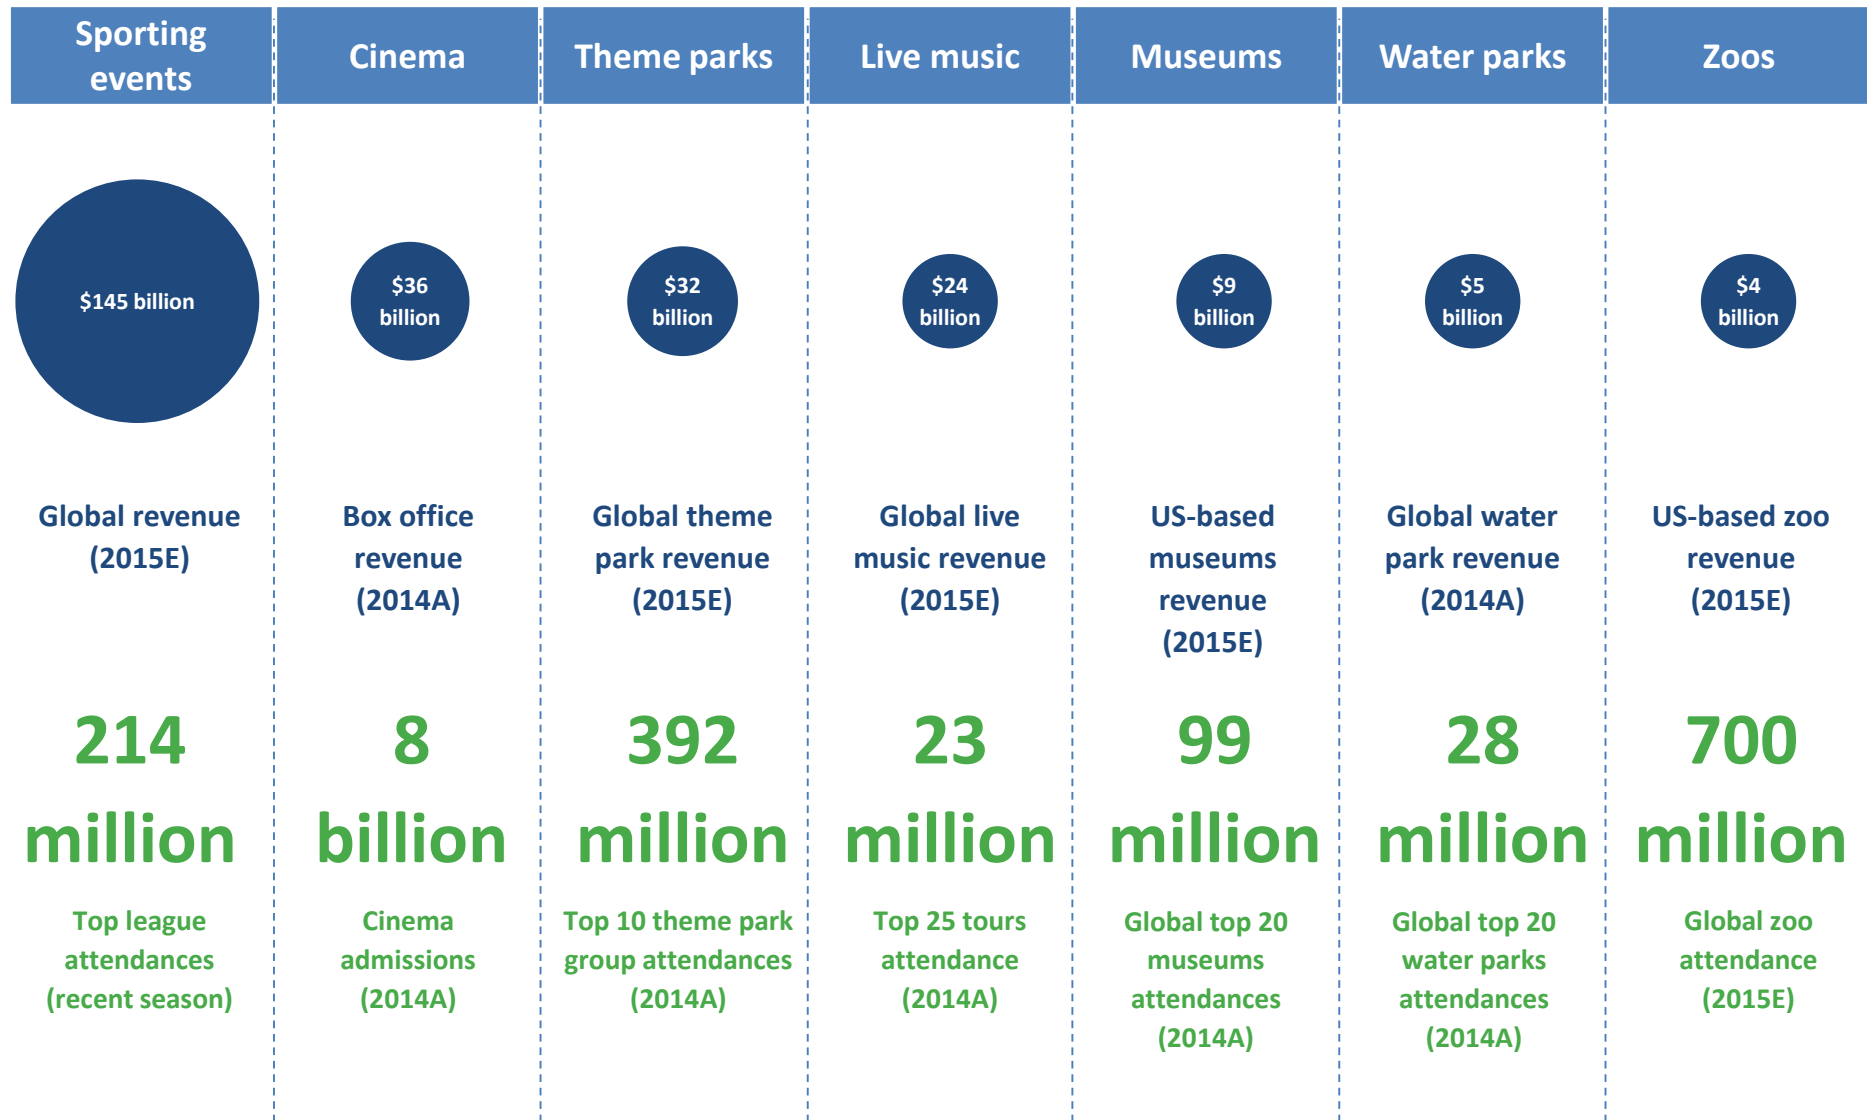 Sporting
events
Cinema
Theme parks
Live music
Museums
Water parks
Zoos
$145 billion
$36
billion
$32
billion
$24
billion
$9
billion
$5
billion
$4
billion
Global revenue
(2015E)
Box office
revenue
(2014A)
Global theme
park revenue
(2015E)
Global live
music revenue
(2015E)
US-based
museums
revenue
(2015E)
Global water
park revenue
(2014A)
US-based zoo
revenue
(2015E)
214
million
8
billion
392
million
23
million
99
million
28
million
700
million
Top league
attendances
(recent season)
Cinema
admissions
(2014A)
Top 10 theme park
group attendances
(2014A)
Top 25 tours
attendance
(2014A)
Global top 20
museums
attendances
(2014A)
Global top 20
water parks
attendances
(2014A)
Global zoo
attendance
(2015E)